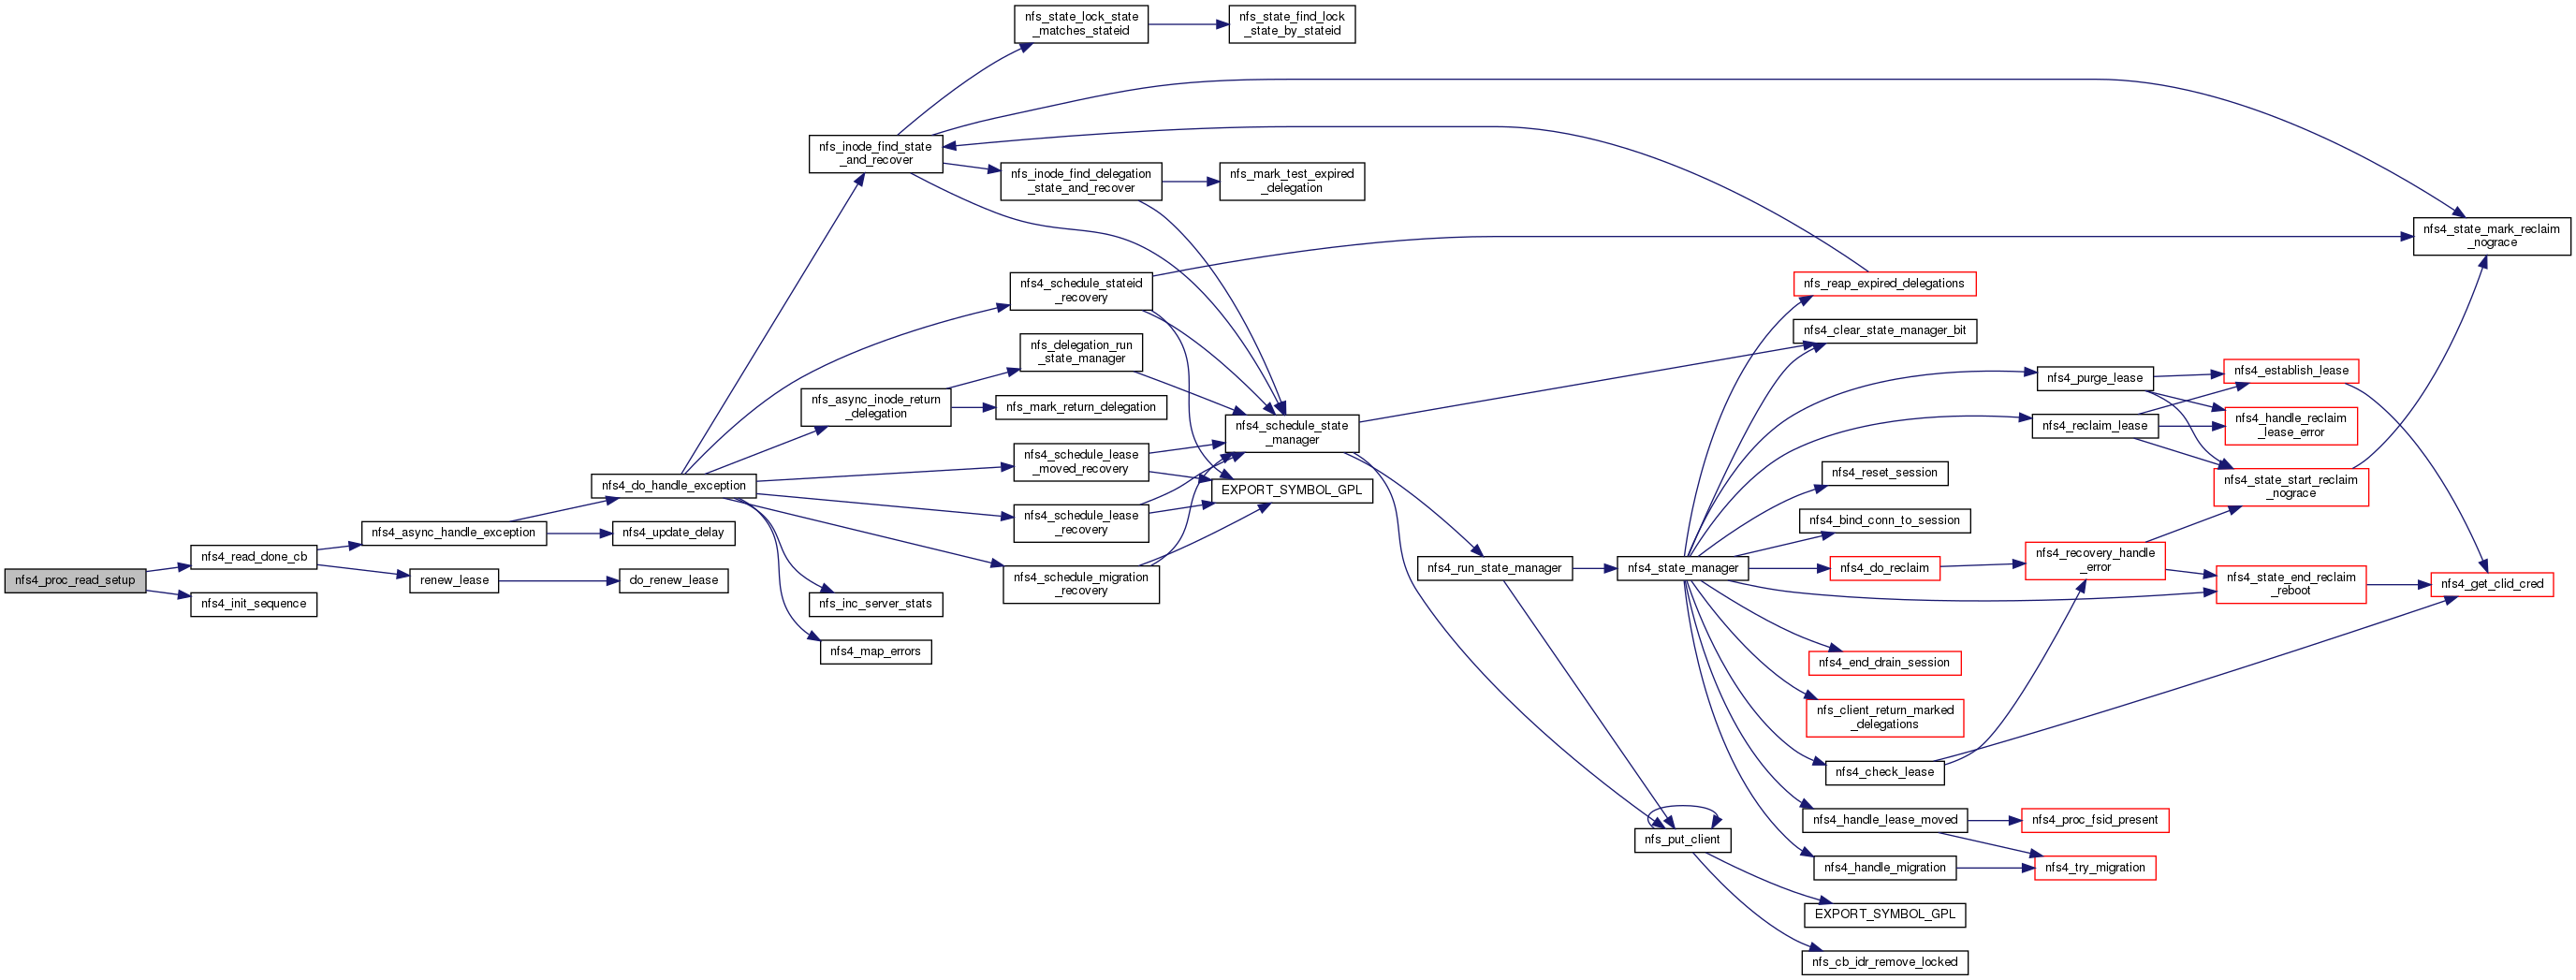 nfs4_proc_read_setup
nfs4_read_done_cb
nfs4_init_sequence
nfs4_async_handle_exception
renew_lease
nfs4_do_handle_exception
nfs4_update_delay
do_renew_lease
nfs_inode_find_state
_and_recover
nfs_async_inode_return
_delegation
nfs_inc_server_stats
nfs4_map_errors
nfs_state_lock_state
_matches_stateid
nfs_inode_find_delegation
_state_and_recover
nfs4_schedule_stateid
_recovery
nfs_delegation_run
_state_manager
nfs_mark_return_delegation
nfs4_schedule_lease
_moved_recovery
nfs4_schedule_lease
_recovery
nfs4_schedule_migration
_recovery
nfs_state_find_lock
_state_by_stateid
nfs_mark_test_expired
_delegation
nfs4_schedule_state
_manager
EXPORT_SYMBOL_GPL
nfs4_run_state_manager
nfs4_state_manager
nfs_put_client
nfs_reap_expired_delegations
nfs4_clear_state_manager_bit
nfs4_reset_session
nfs4_bind_conn_to_session
nfs4_do_reclaim
nfs4_end_drain_session
nfs_client_return_marked
_delegations
nfs4_check_lease
nfs4_handle_lease_moved
nfs4_handle_migration
EXPORT_SYMBOL_GPL
nfs_cb_idr_remove_locked
nfs4_purge_lease
nfs4_reclaim_lease
nfs4_recovery_handle
_error
nfs4_proc_fsid_present
nfs4_try_migration
nfs4_establish_lease
nfs4_handle_reclaim
_lease_error
nfs4_state_start_reclaim
_nograce
nfs4_state_end_reclaim
_reboot
nfs4_state_mark_reclaim
_nograce
nfs4_get_clid_cred